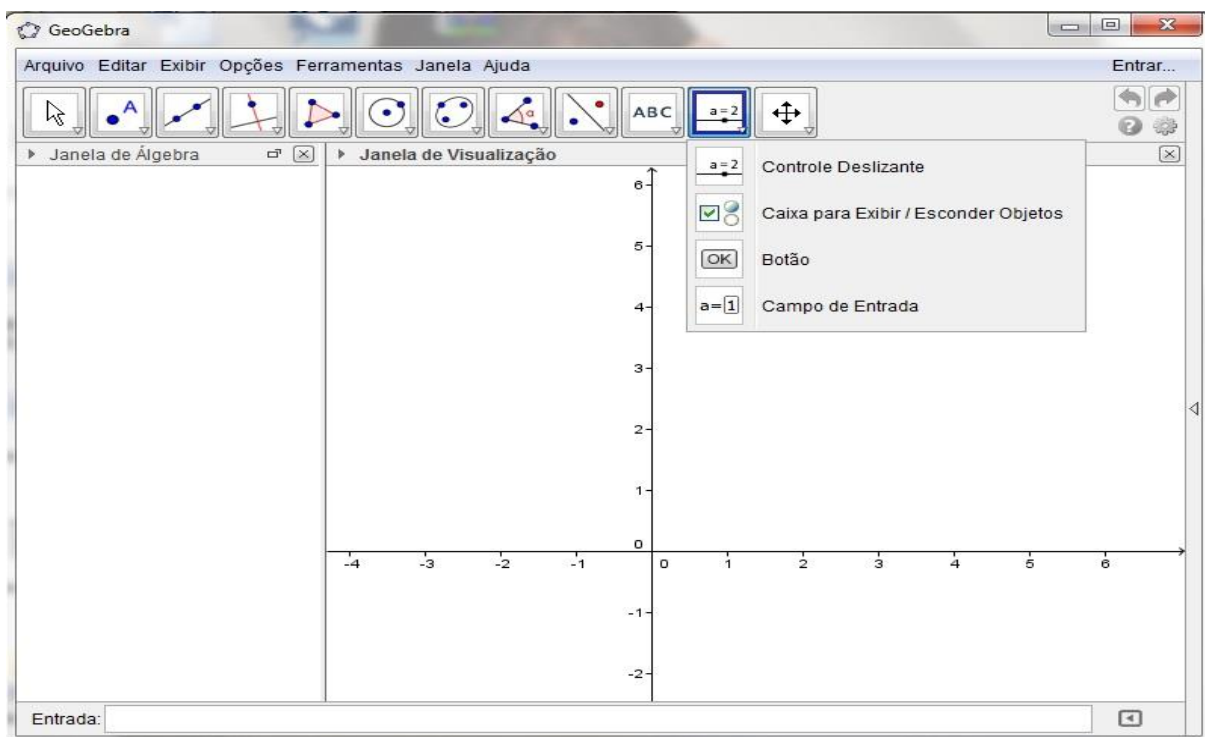 GeoGebra
Arquivo Editar Exibir Opções Ferramentas Janela Ajuda Entrar...
A α ABC a=2
Janela de Álgebra Janela de Visualização
a=2 Controle Deslizante
Caixa para Exibir / Esconder Objetos
OK Botão
a=1 Campo de Entrada
6
5
4
3
2
1
0
-4 -3 -2 -1 0 1 2 3 4 5 6
-1
-2
Entrada: